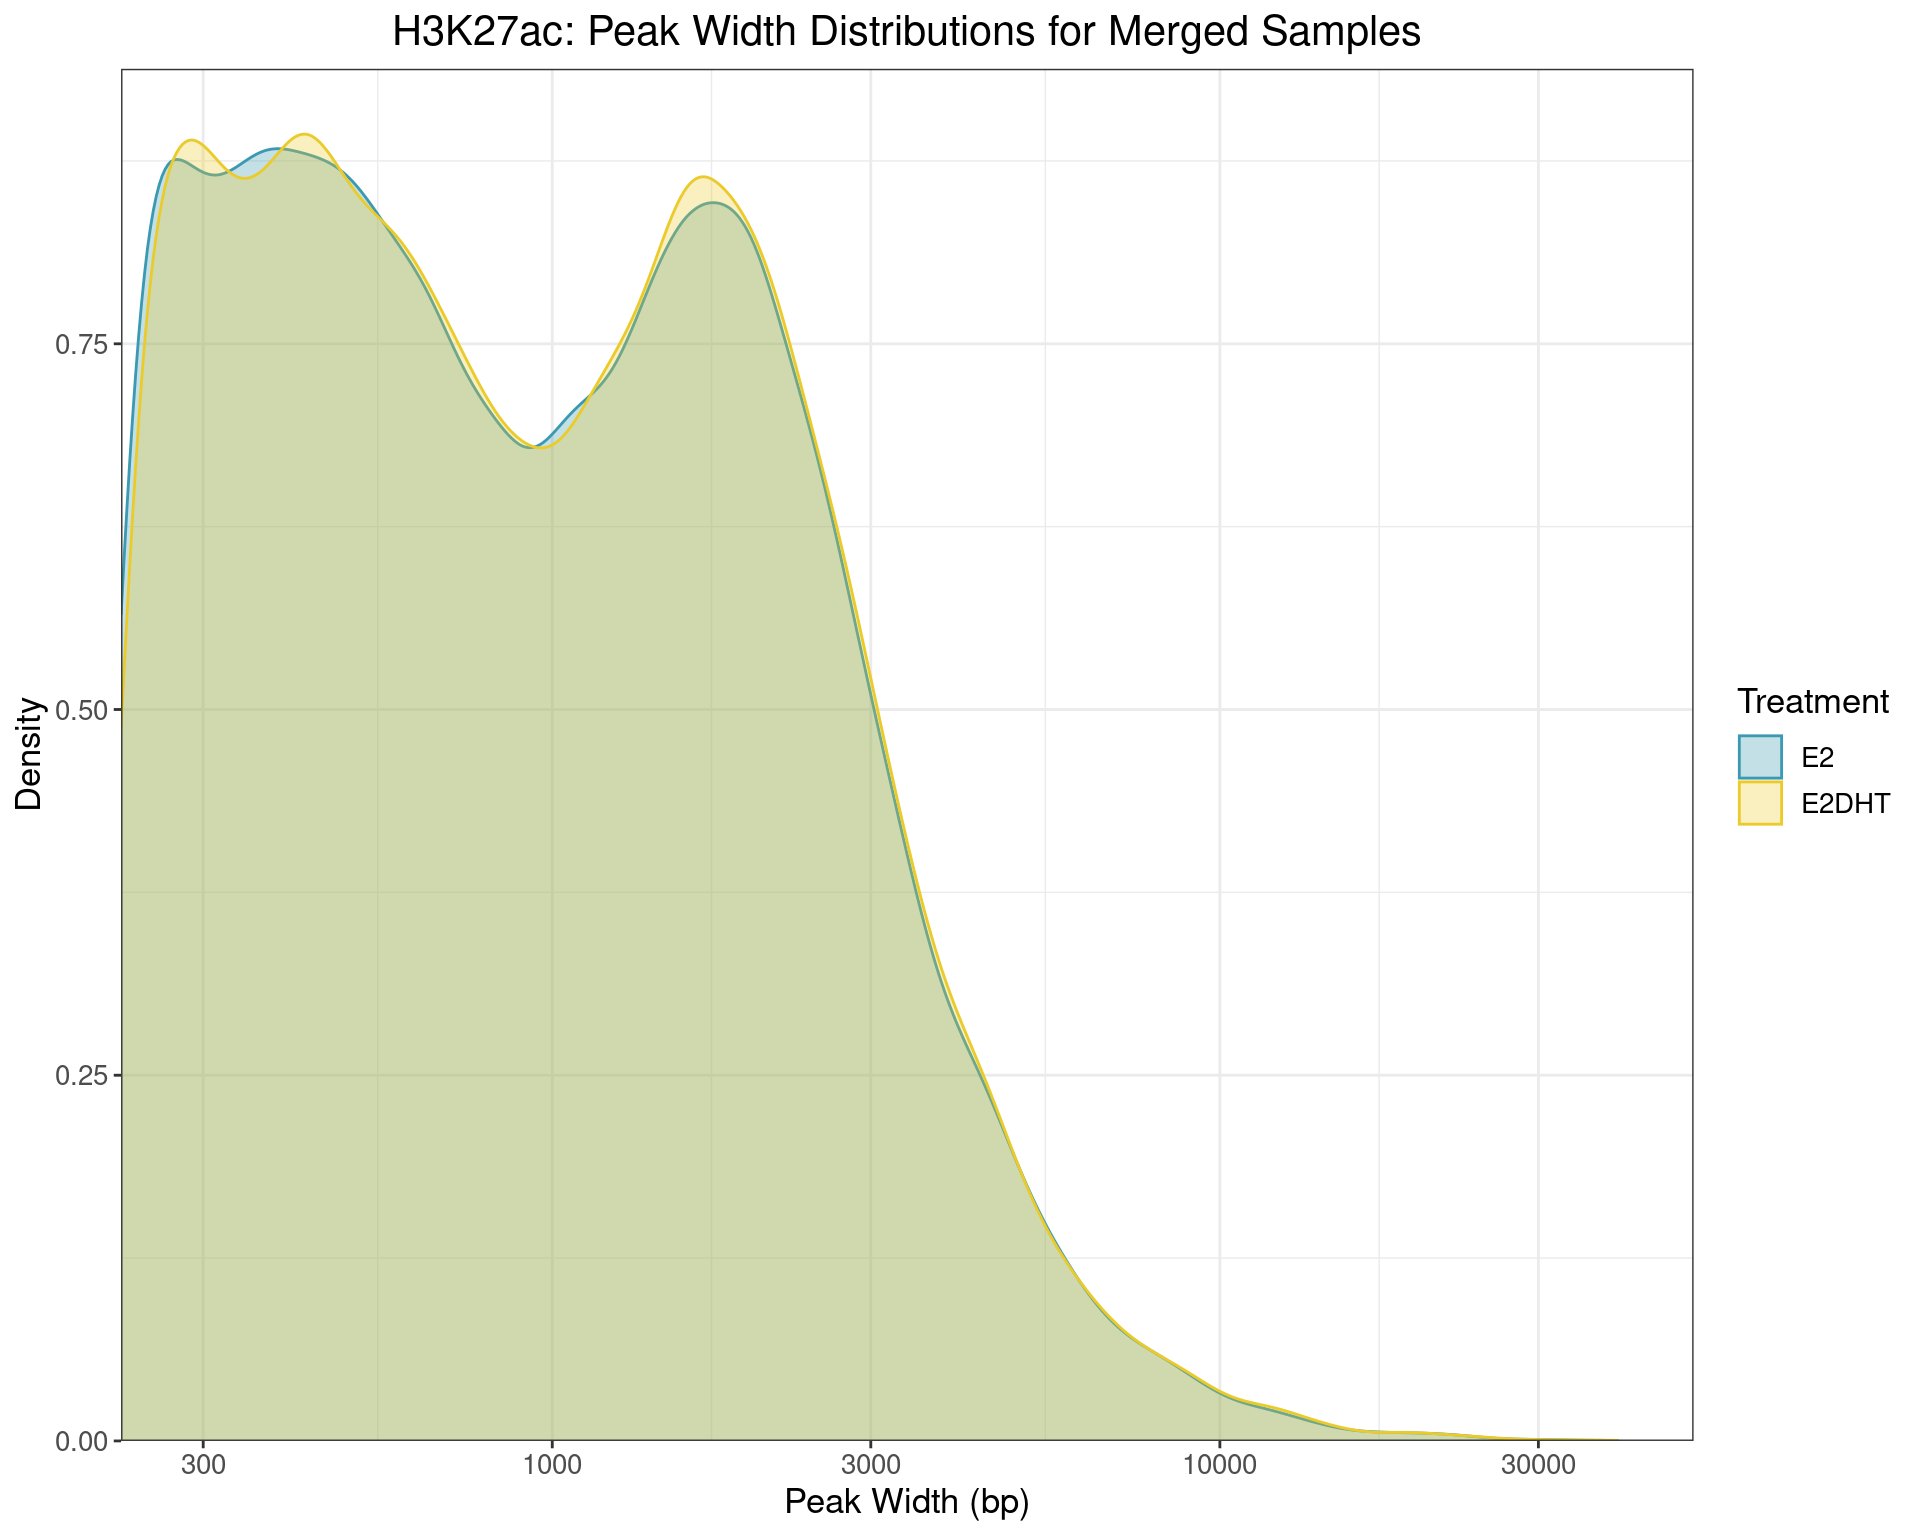 H3K27ac: Peak Width Distributions for Merged Samples
Density
0.75
0.50
0.25
0.00
300 1000 3000 10000 30000
Peak Width (bp)
Treatment
E2
E2DHT